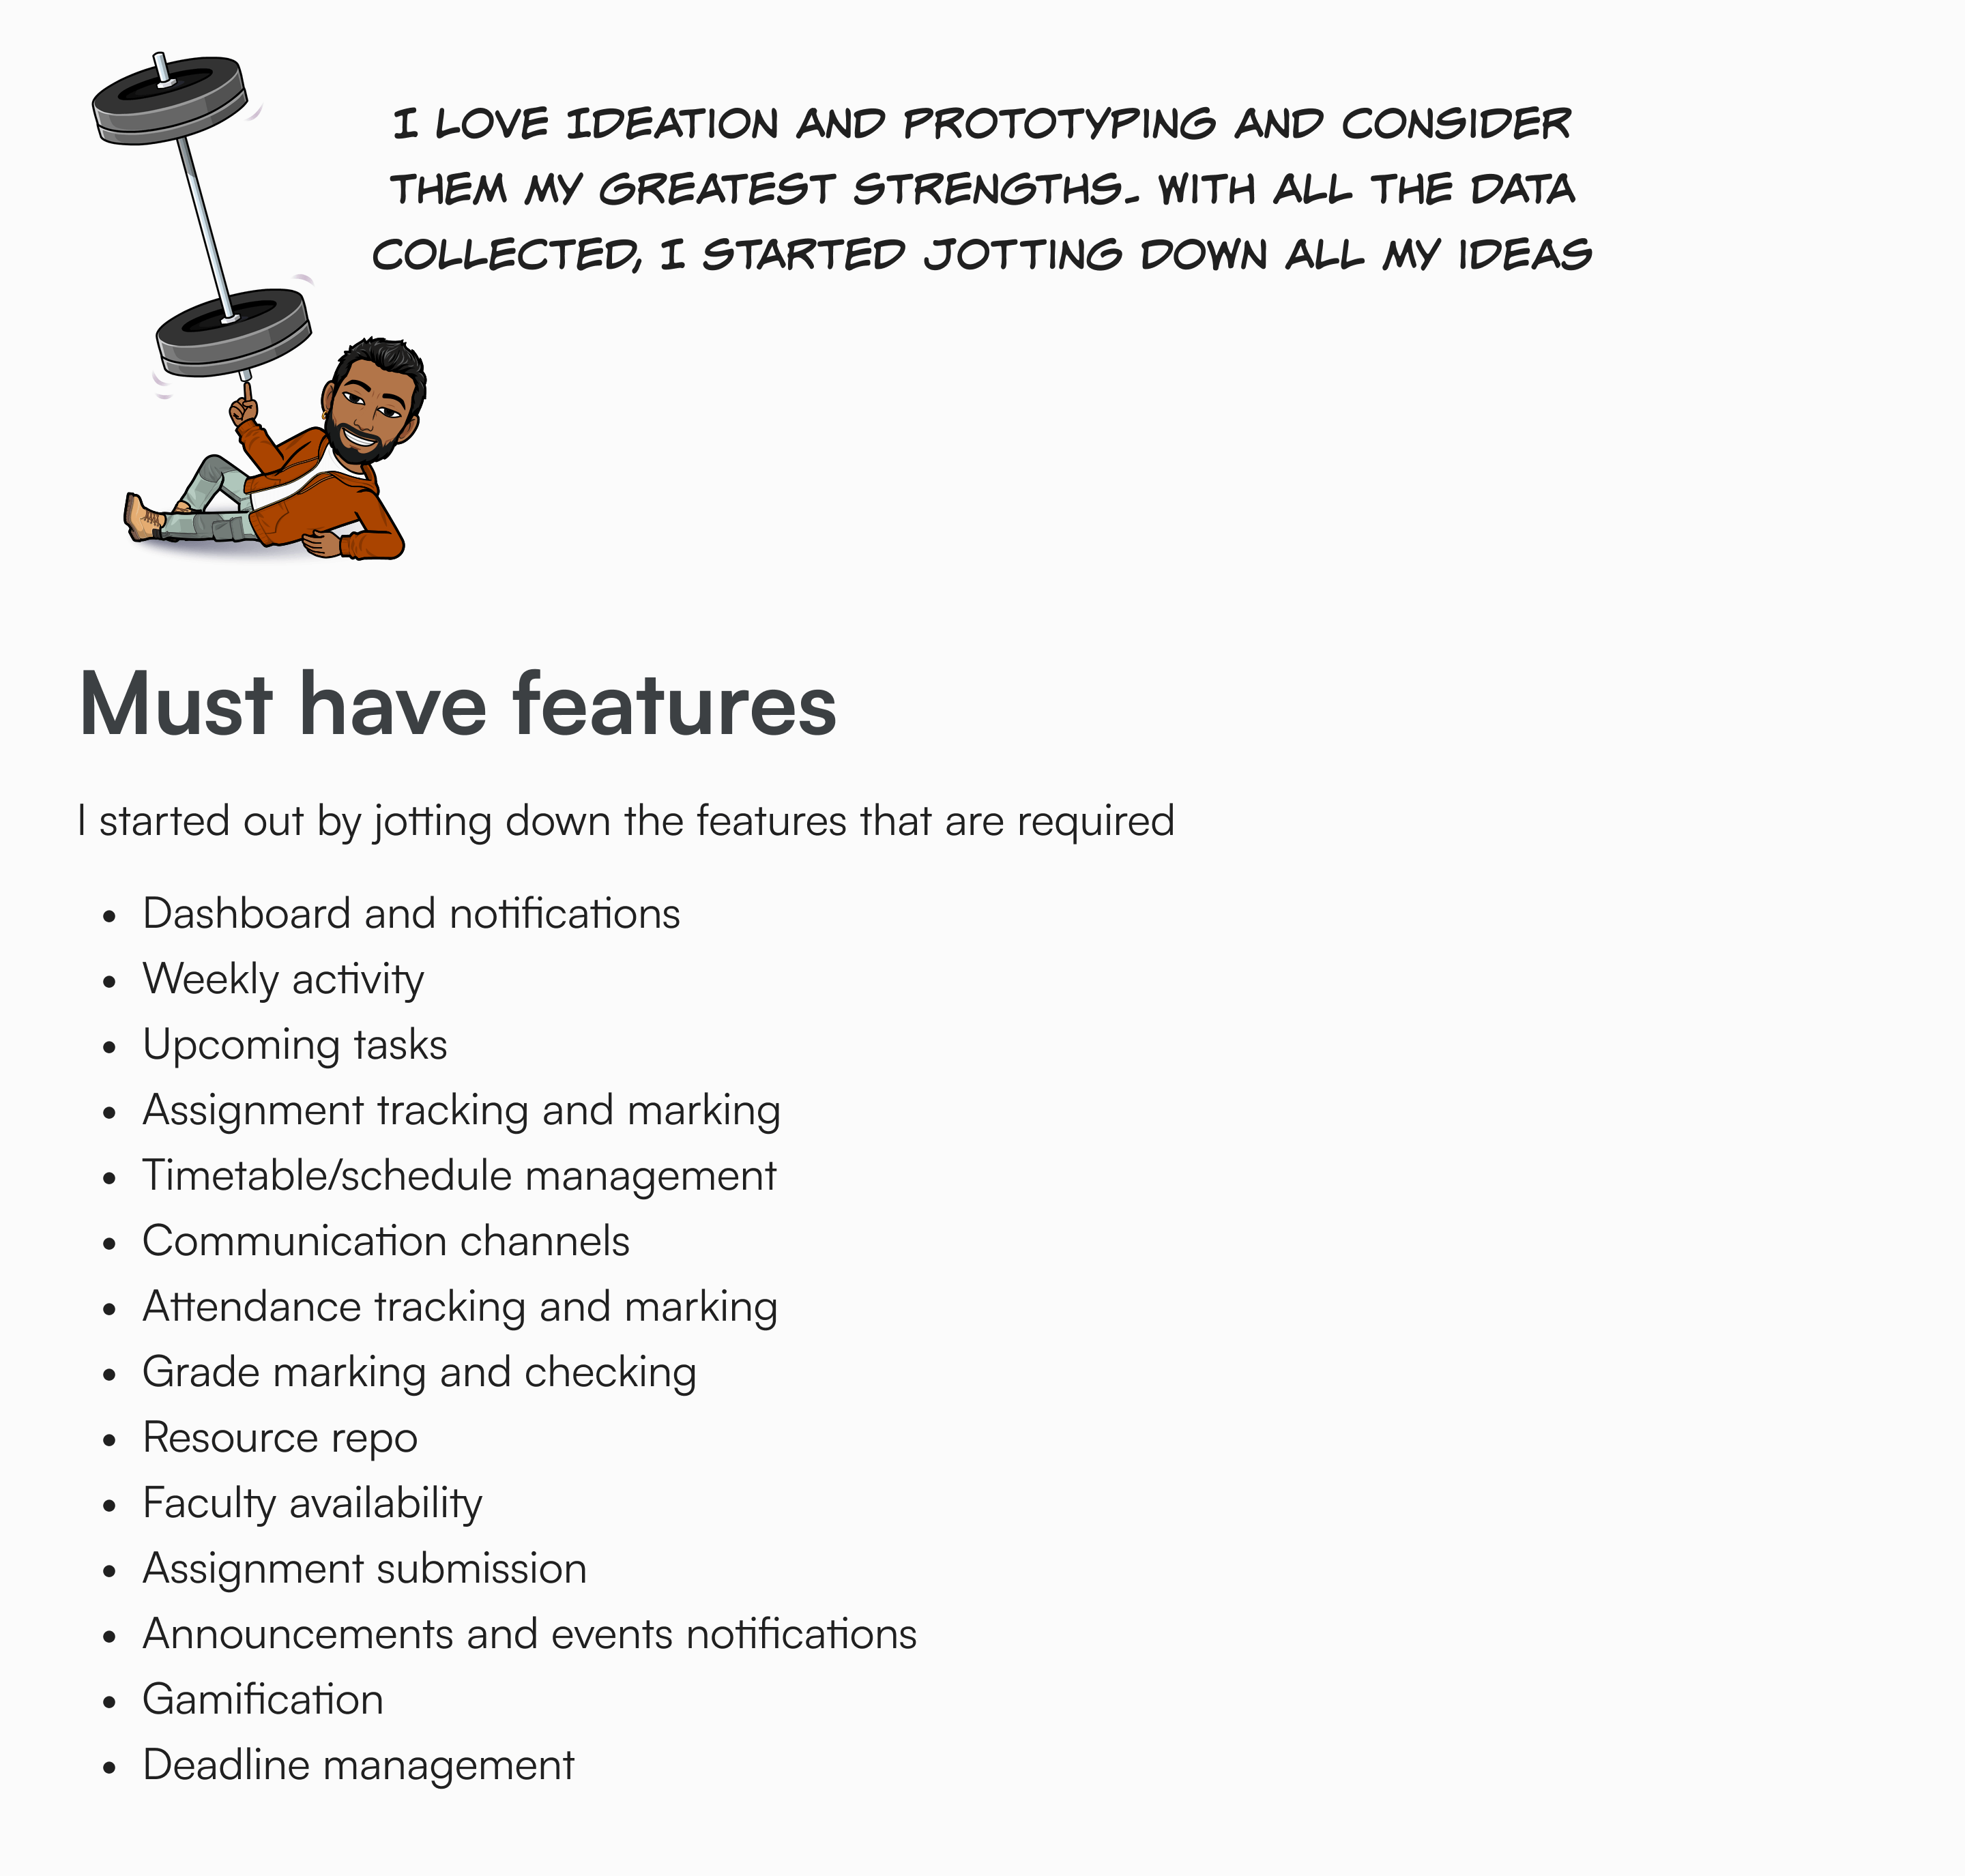 I LOVE IDEATION AND PROTOTYPING AND CONSIDER
THEM MY GREATEST STRENGTHS.. WITH ALL THE DATA
COLLECTED, I STARTED JOTTING DOWN ALL MY IDEAS
Must have features
I started out by jotting down the features that are required
• Dashboard and notifications
• Weekly activity
• Upcoming tasks
• Assignment tracking and marking
• Timetable/schedule management
• Communication channels
• Attendance tracking and marking
• Grade marking and checking
• Resource repo
• Faculty availability
• Assignment submission
• Announcements and events notifications
• Gamification
• Deadline management